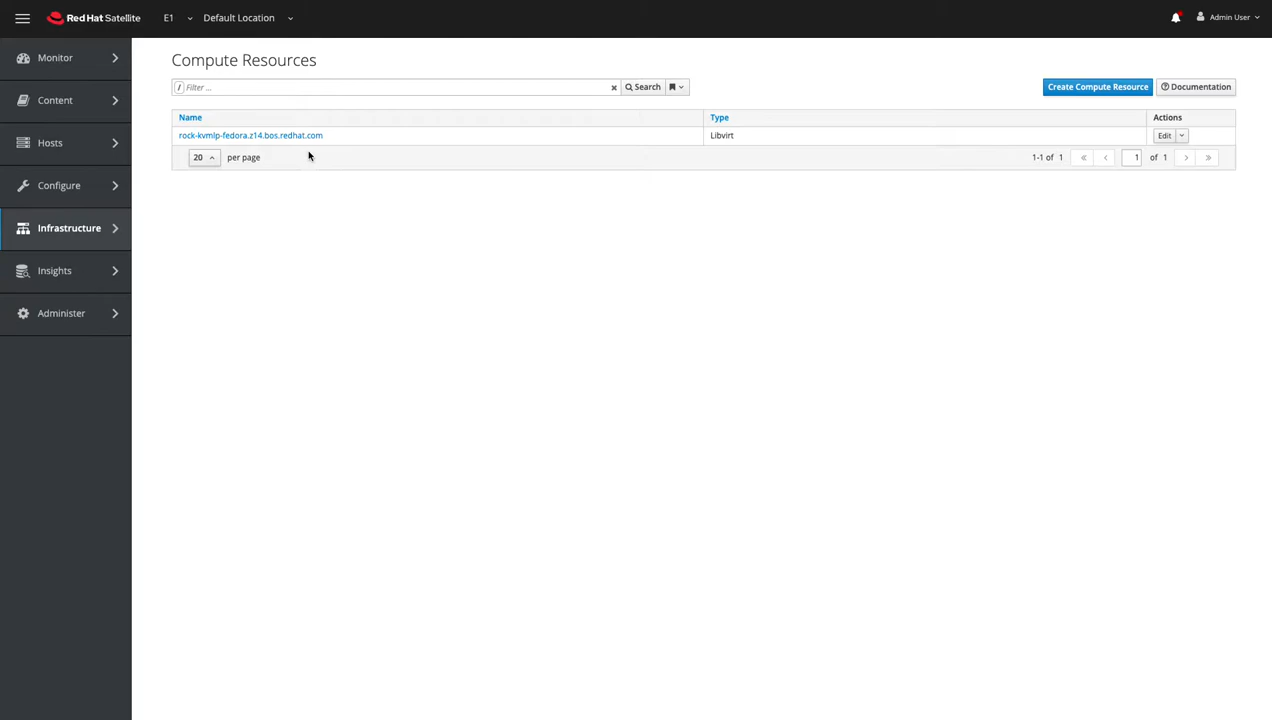 Red Hat Satellite E1 Default Location Admin User
Monitor
Content
Hosts
Configure
Infrastructure
Insights
Administer
Compute Resources
/ Filter ... Search Create Compute Resource Documentation
Name Type Actions
rock-kvmlp-fedora.z14.bos.redhat.com Libvirt Edit
20 per page 1-1 of 1 « ‹ 1 of 1 › »